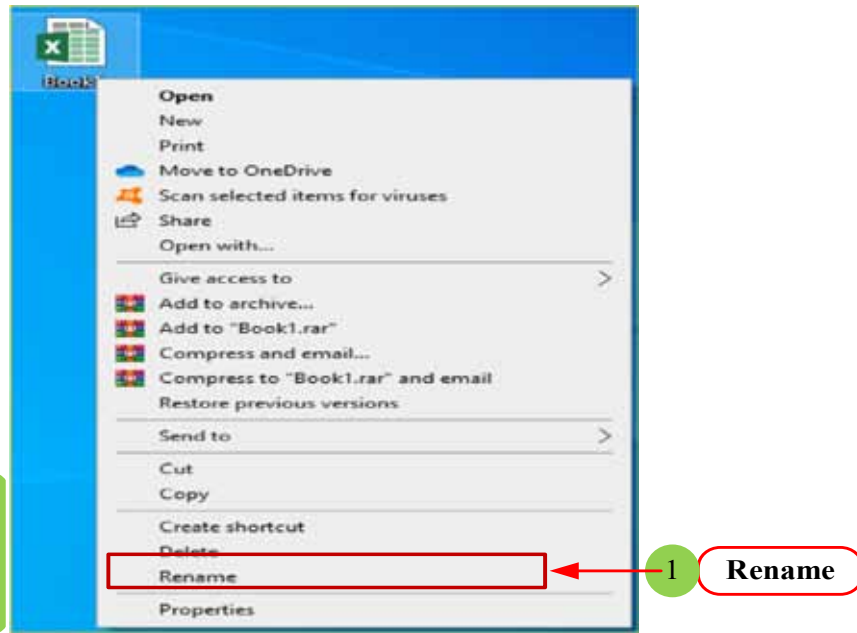 Book1
Open
New
Print
Move to OneDrive
Scan selected items for viruses
Share
Open with...
Give access to
Add to archive...
Add to "Book1.rar"
Compress and email...
Compress to "Book1.rar" and email
Restore previous versions
Send to
Cut
Copy
Create shortcut
Delete
Rename
1 Rename
Properties